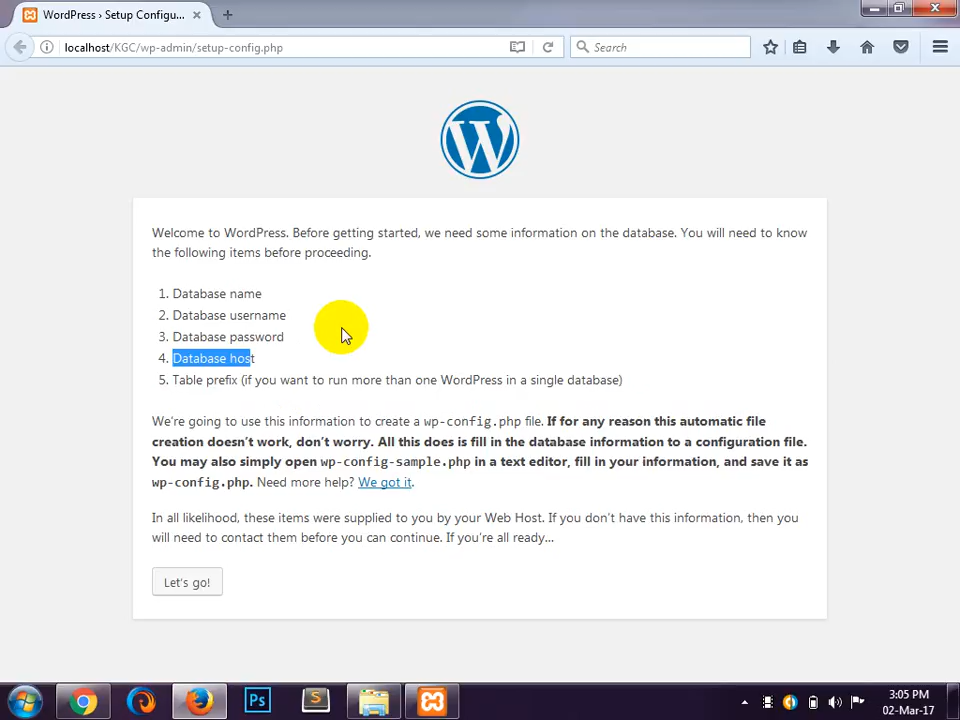 WordPress › Setup Configu...
localhost/KGC/wp-admin/setup-config.php
Search
W
Welcome to WordPress. Before getting started, we need some information on the database. You will need to know
the following items before proceeding.
1. Database name
2. Database username
3. Database password
4. Database host
5. Table prefix (if you want to run more than one WordPress in a single database)
We're going to use this information to create a wp-config.php file. If for any reason this automatic file
creation doesn't work, don't worry. All this does is fill in the database information to a configuration file.
You may also simply open wp-config-sample.php in a text editor, fill in your information, and save it as
wp-config.php. Need more help? We got it.
In all likelihood, these items were supplied to you by your Web Host. If you don't have this information, then you
will need to contact them before you can continue. If you're all ready...
Let's go!
Ps
S
3:05 PM
02-Mar-17